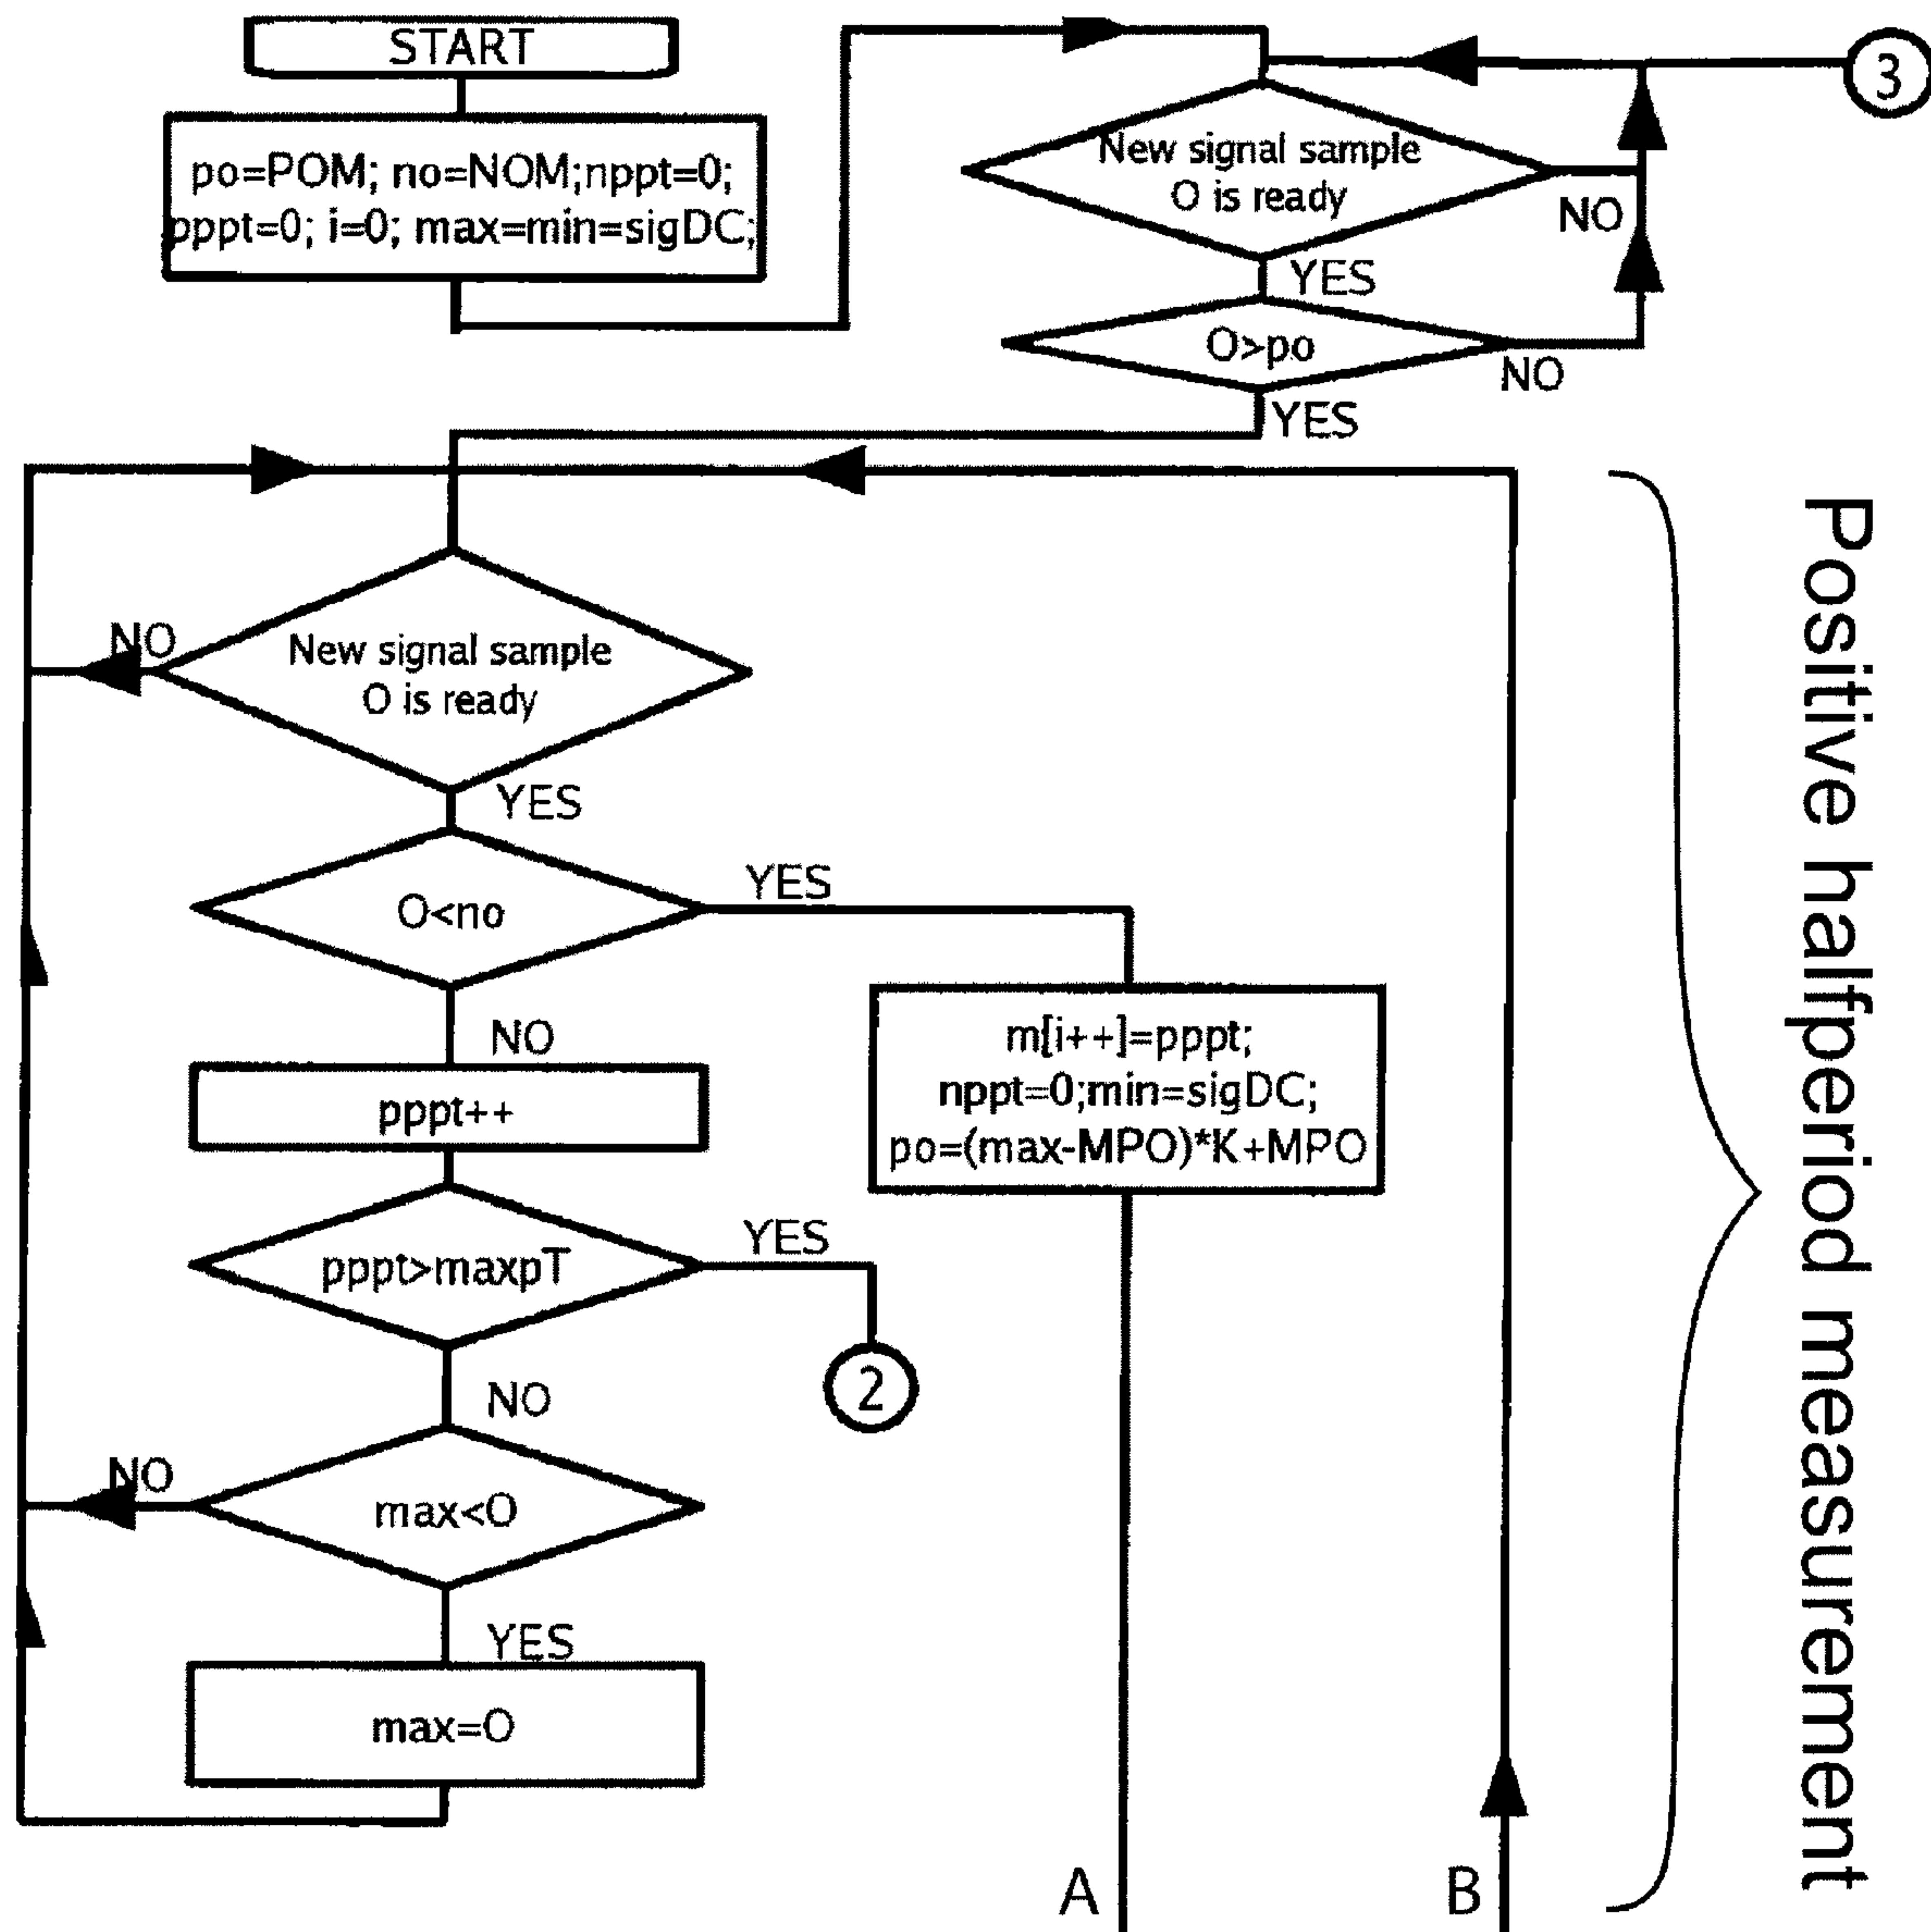 START
po=POM; no=NOM;nppt=0;
pppt=0; i=0; max=min=sigDC;
3
New signal sample
O is ready
NO
YES
O>po
NO
YES
New signal sample
O is ready
NO
YES
O<no
YES
NO
m[i++]=pppt;
nppt=0;min=sigDC;
po=(max-MPO)*K+MPO
pppt++
pppt>maxpT
YES
2
NO
max<O
NO
YES
max=O
A
B
Positive halfperiod measurement